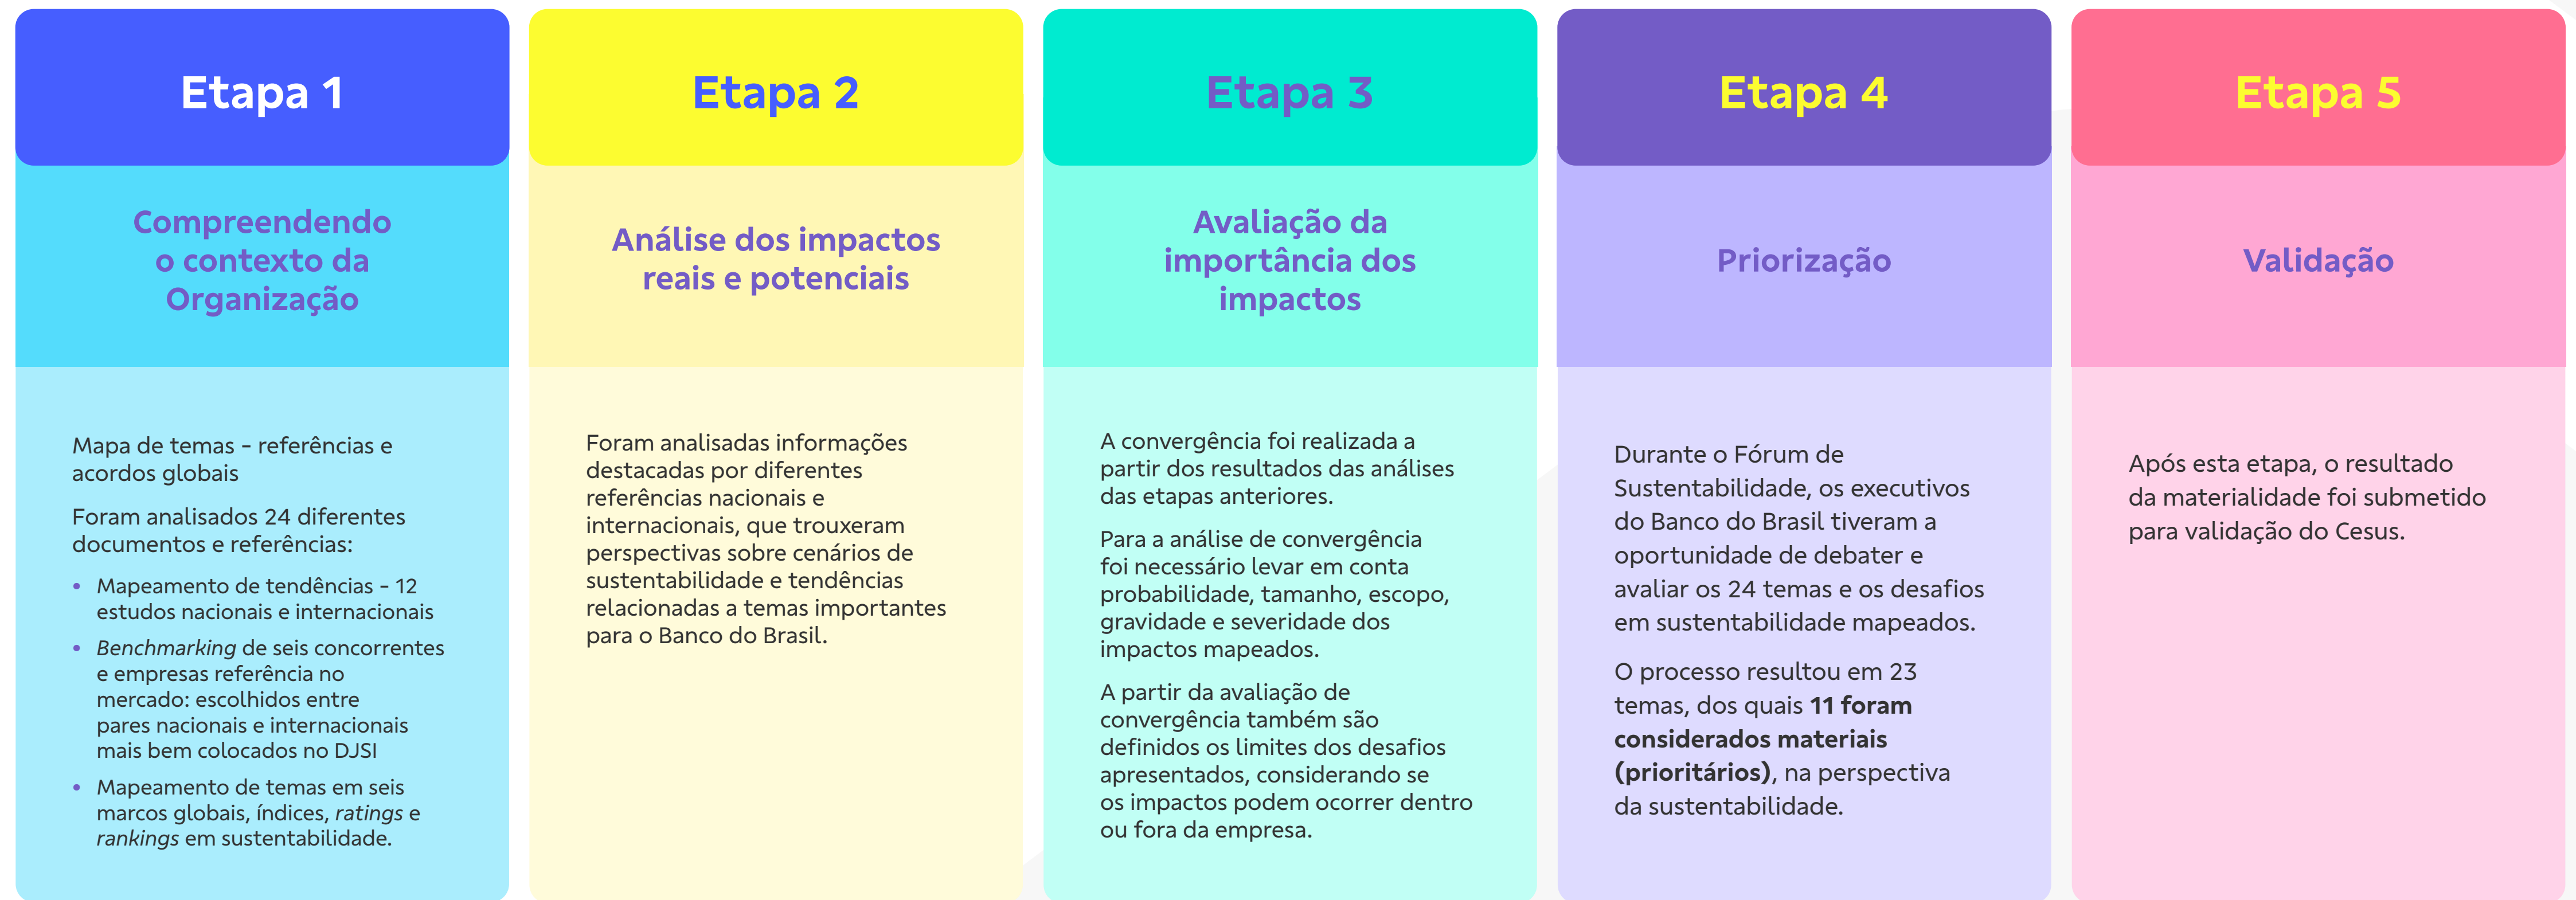 Etapa 1
Compreendendo
o contexto da
Organização
Mapa de temas - referências e
acordos globais
Foram analisados 24 diferentes
documentos e referências:
• Mapeamento de tendências - 12
estudos nacionais e internacionais
• Benchmarking de seis concorrentes
e empresas referência no
mercado: escolhidos entre
pares nacionais e internacionais
mais bem colocados no DJSI
• Mapeamento de temas em seis
marcos globais, índices, ratings e
rankings em sustentabilidade.
Etapa 2
Análise dos impactos
reais e potenciais
Foram analisadas informações
destacadas por diferentes
referências nacionais e
internacionais, que trouxeram
perspectivas sobre cenários de
sustentabilidade e tendências
relacionadas a temas importantes
para o Banco do Brasil.
Etapa 3
Avaliação da
importância dos
impactos
A convergência foi realizada a
partir dos resultados das análises
das etapas anteriores.
Para a análise de convergência
foi necessário levar em conta
probabilidade, tamanho, escopo,
gravidade e severidade dos
impactos mapeados.
A partir da avaliação de
convergência também são
definidos os limites dos desafios
apresentados, considerando se
os impactos podem ocorrer dentro
ou fora da empresa.
Etapa 4
Priorização
Durante o Fórum de
Sustentabilidade, os executivos
do Banco do Brasil tiveram a
oportunidade de debater e
avaliar os 24 temas e os desafios
em sustentabilidade mapeados.
O processo resultou em 23
temas, dos quais 11 foram
considerados materiais
(prioritários), na perspectiva
da sustentabilidade.
Etapa 5
Validação
Após esta etapa, o resultado
da materialidade foi submetido
para validação do Cesus.